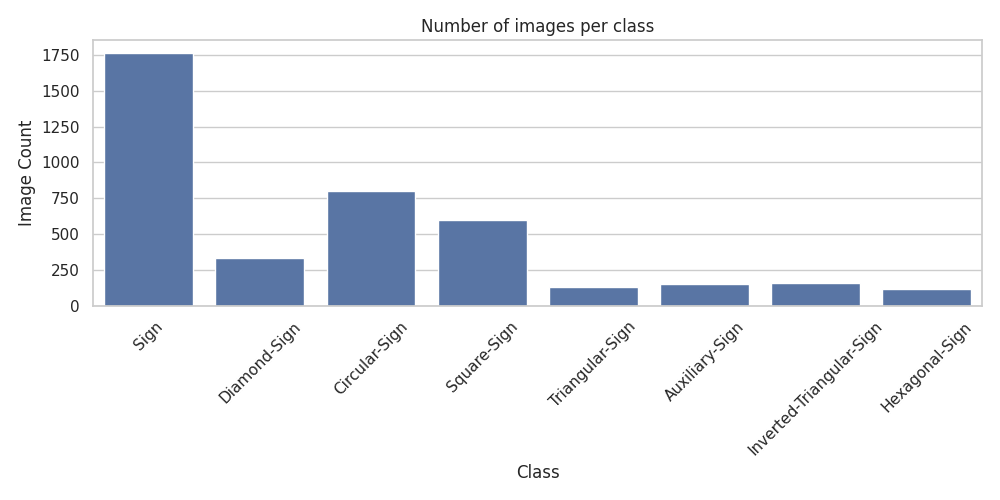 Number of images per class
Image Count
1750
1500
1250
1000
750
500
250
0
Sign
Diamond-Sign
Circular-Sign
Square-Sign
Triangular-Sign
Auxiliary-Sign
Inverted-Triangular-Sign
Hexagonal-Sign
Class